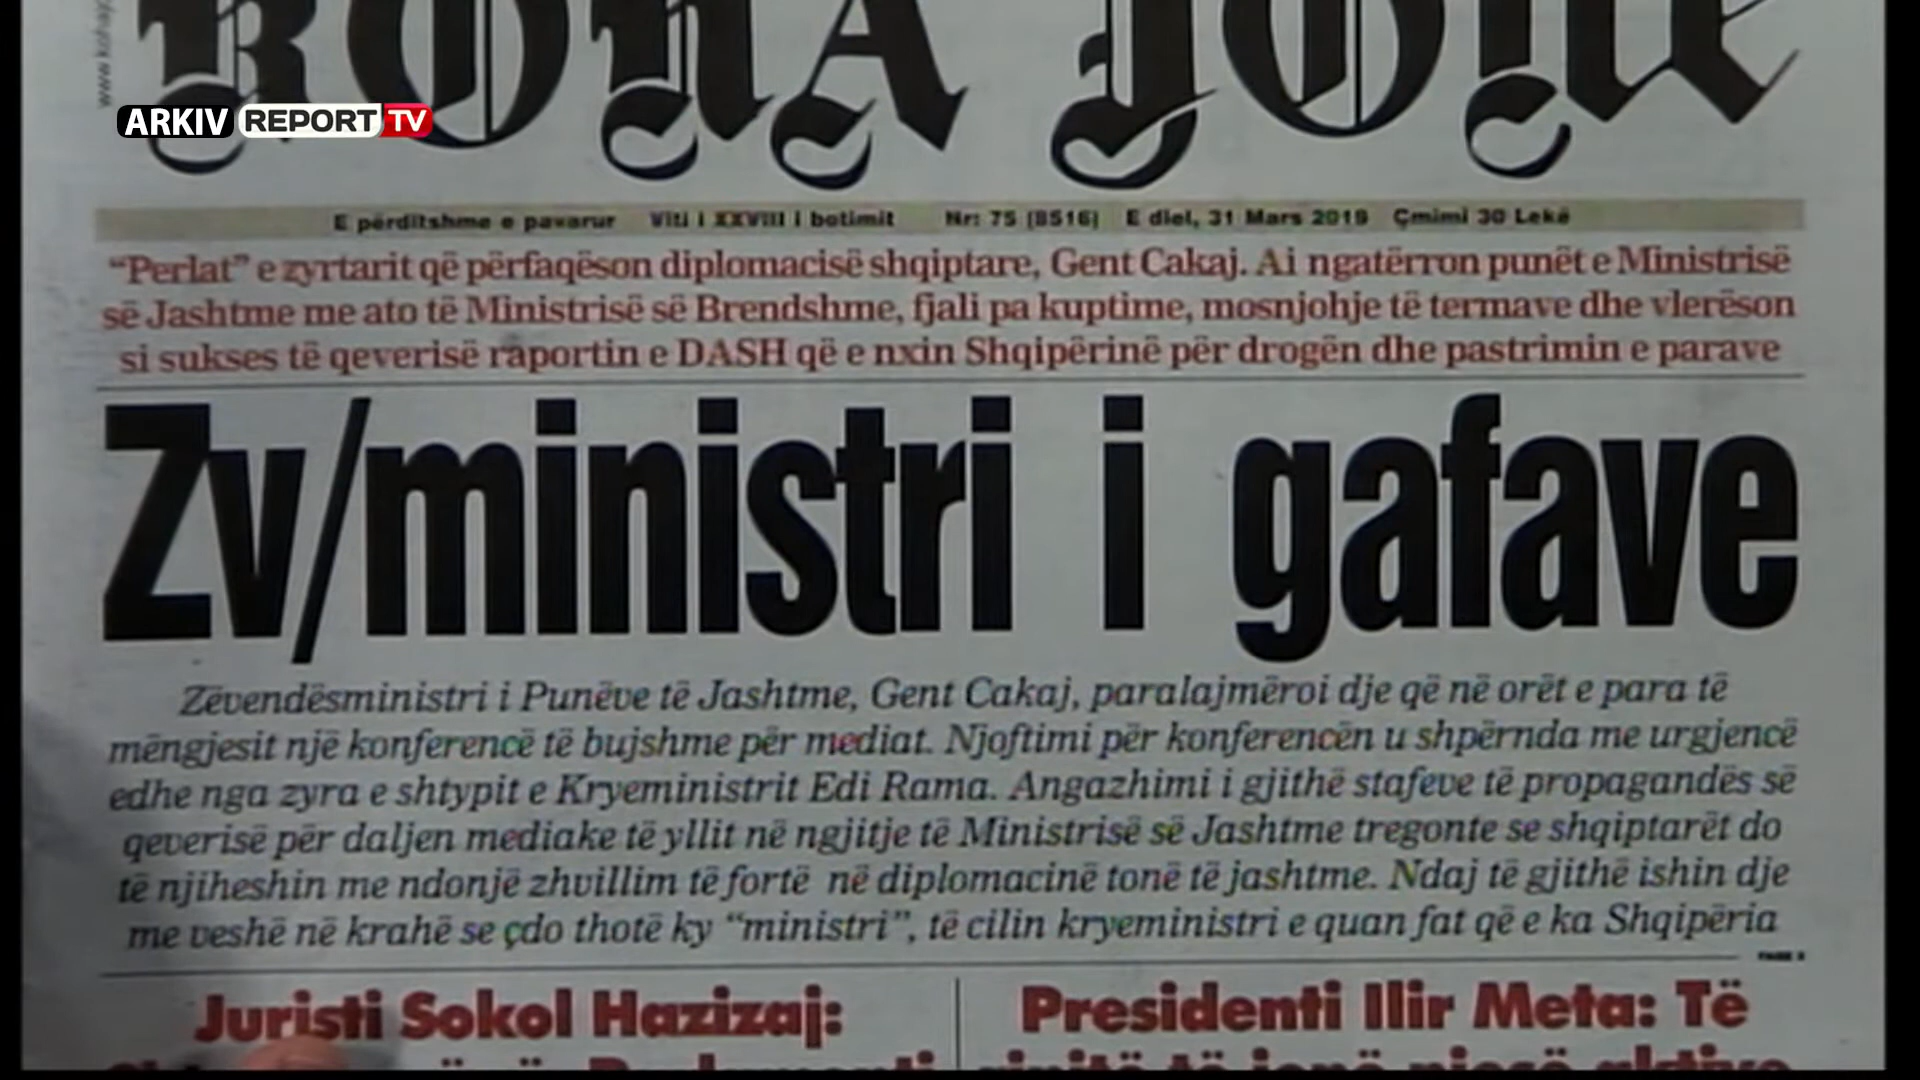 KOHA JONË
ARKIV REPORT TV
E përditshme e pavarur Viti i XXVIII i botimit Nr: 75 (8516) E diel, 31 Mars 2019 Çmimi 30 Lekë
“Perlat” e zyrtarit që përfaqëson diplomacisë shqiptare, Gent Cakaj. Ai ngatërron punët e Ministrisë
së Jashtme me ato të Ministrisë së Brendshme, fjali pa kuptime, mosnjohje të termave dhe vlerëson
si sukses të qeverisë raportin e DASH që e nxin Shqipërinë për drogën dhe pastrimin e parave
Zv/ministri i gafave
Zëvendësministri i Punëve të Jashtme, Gent Cakaj, paralajmëroi dje që në orët e para të
mëngjesit një konferencë të bujshme për mediat. Njoftimi për konferencën u shpërnda me urgjencë
edhe nga zyra e shtypit e Kryeministrit Edi Rama. Angazhimi i gjithë stafeve të propagandës së
qeverisë për daljen mediake të yllit në ngjitje të Ministrisë së Jashtme tregonte se shqiptarët do
të njiheshin me ndonjë zhvillim të fortë në diplomacinë tonë të jashtme. Ndaj të gjithë ishin dje
me veshë në krahë se çdo thotë ky “ministri”, të cilin kryeministri e quan fat që e ka Shqipëria
Juristi Sokol Hazizaj:
Presidenti Ilir Meta: Të